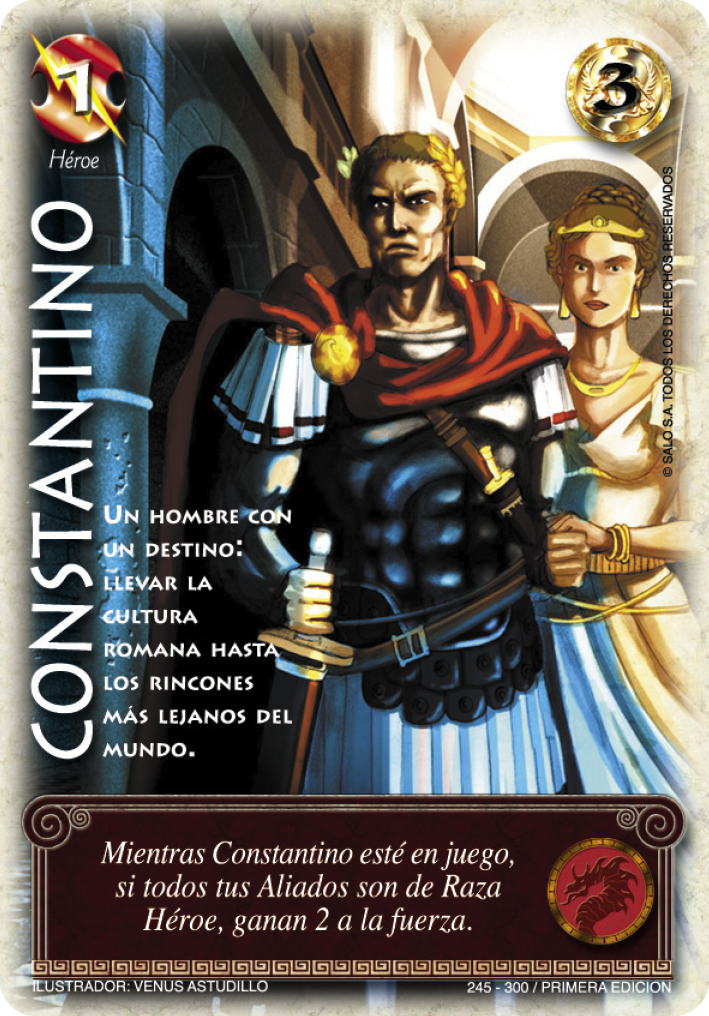 1
3
Héroe
CONSTANTINO
© SALO S.A. TODOS LOS DERECHOS RESERVADOS
UN HOMBRE CON
UN DESTINO:
LLEVAR LA
CULTURA
ROMANA HASTA
LOS RINCONES
MÁS LEJANOS DEL
MUNDO.
Mientras Constantino esté en juego,
si todos tus Aliados son de Raza
Héroe, ganan 2 a la fuerza.
ILUSTRADOR: VENUS ASTUDILLO
245 - 300 / PRIMERA EDICION